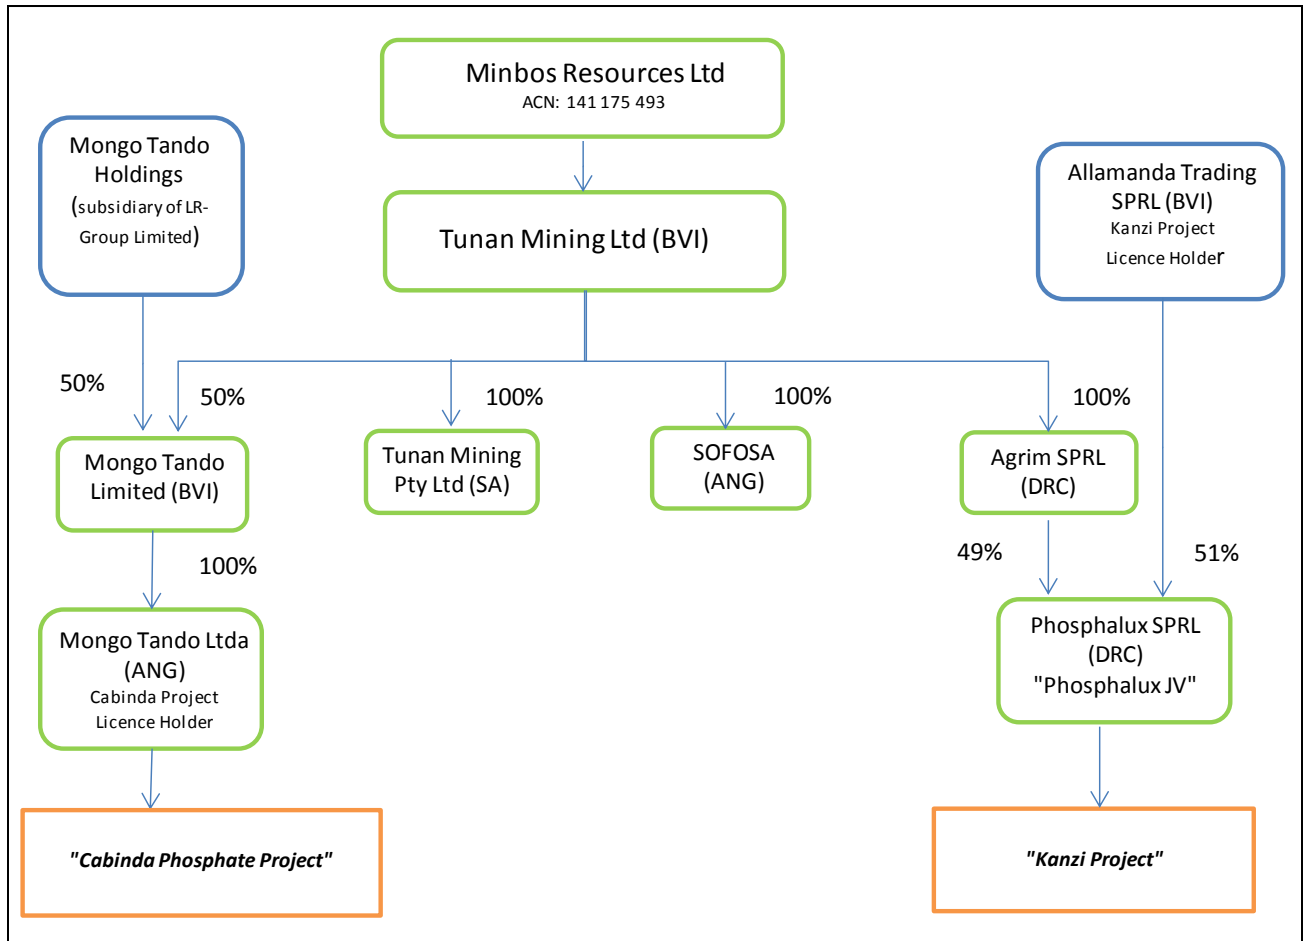 Minbos Resources Ltd
ACN: 141 175 493
Mongo Tando
Holdings
(subsidiary of LR-
Group Limited)
Allamanda Trading
SPRL (BVI)
Kanzi Project
Licence Holder
Tunan Mining Ltd (BVI)
50%
50%
100%
100%
100%
Mongo Tando
Limited (BVI)
Tunan Mining
Pty Ltd (SA)
SOFOSA
(ANG)
Agrim SPRL
(DRC)
100%
49%
51%
Mongo Tando Ltda
(ANG)
Cabinda Project
Licence Holder
Phosphalux SPRL
(DRC)
"Phosphalux JV"
"Cabinda Phosphate Project"
"Kanzi Project"